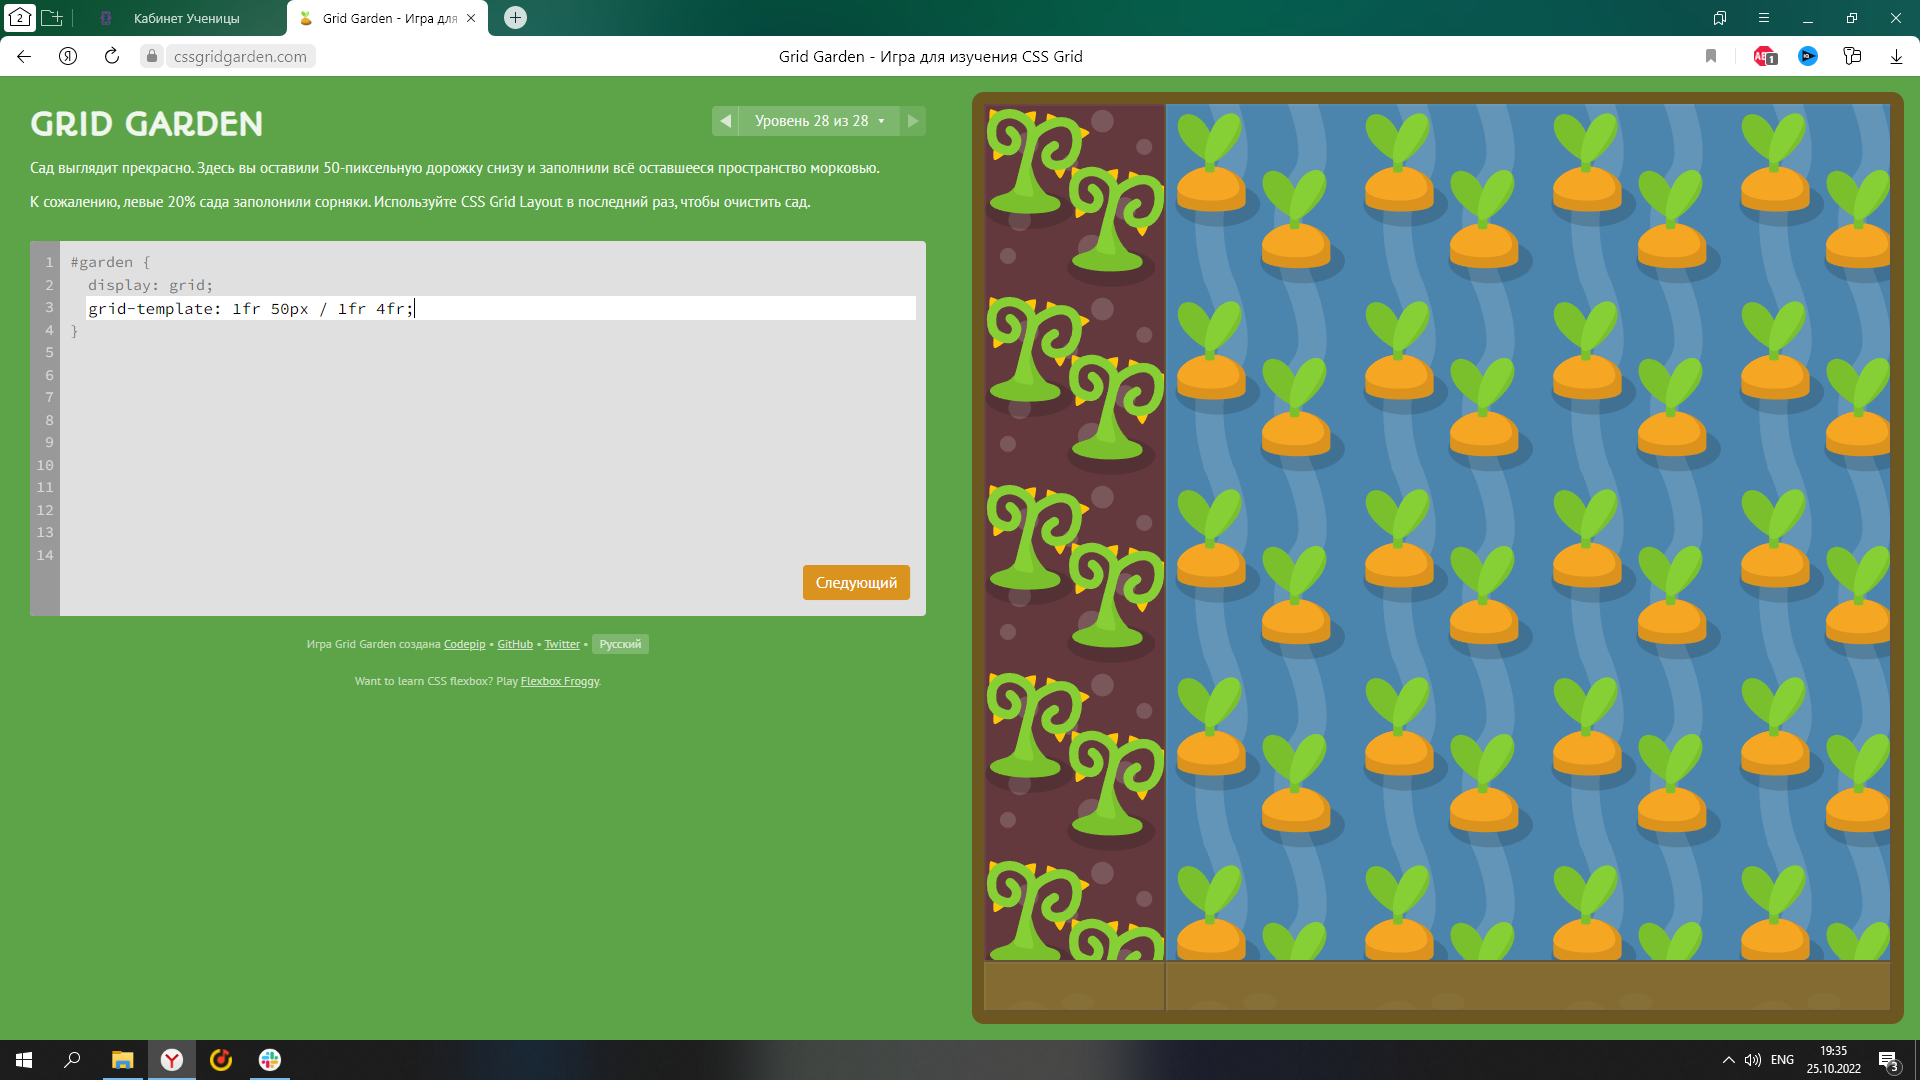 2
Кабинет Ученицы
Grid Garden - Игра для
cssgridgarden.com
Grid Garden - Игра для изучения CSS Grid
1
GRID GARDEN
Уровень 28 из 28
Сад выглядит прекрасно. Здесь вы оставили 50-пиксельную дорожку снизу и заполнили всё оставшееся пространство морковью.
К сожалению, левые 20% сада заполонили сорняки. Используйте CSS Grid Layout в последний раз, чтобы очистить сад.
1 #garden {
2 display: grid;
3 grid-template: 1fr 50px / 1fr 4fr;
4 }
5
6
7
8
9
10
11
12
13
14
Следующий
Игра Grid Garden создана Codepip • GitHub • Twitter • Русский
Want to learn CSS flexbox? Play Flexbox Froggy.
ENG
19:35
25.10.2022
3